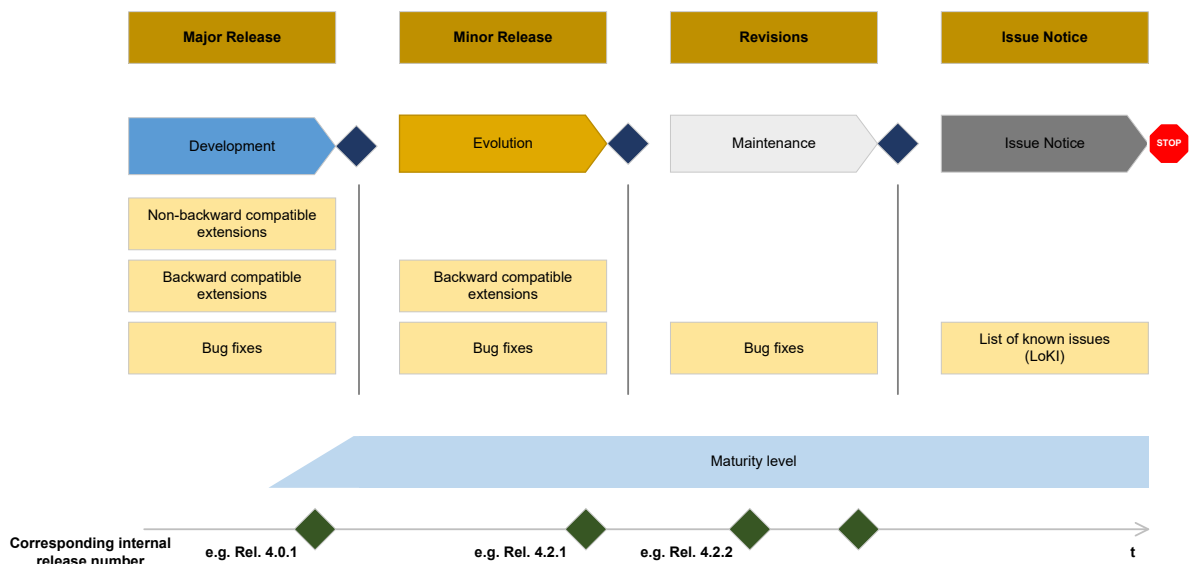 Major Release
Minor Release
Revisions
Issue Notice
Development
Evolution
Maintenance
Issue Notice
STOP
Non-backward compatible
extensions
Backward compatible
extensions
Backward compatible
extensions
Bug fixes
Bug fixes
Bug fixes
List of known issues
(LoKI)
Maturity level
Corresponding internal
release number
e.g. Rel. 4.0.1
e.g. Rel. 4.2.1
e.g. Rel. 4.2.2
t